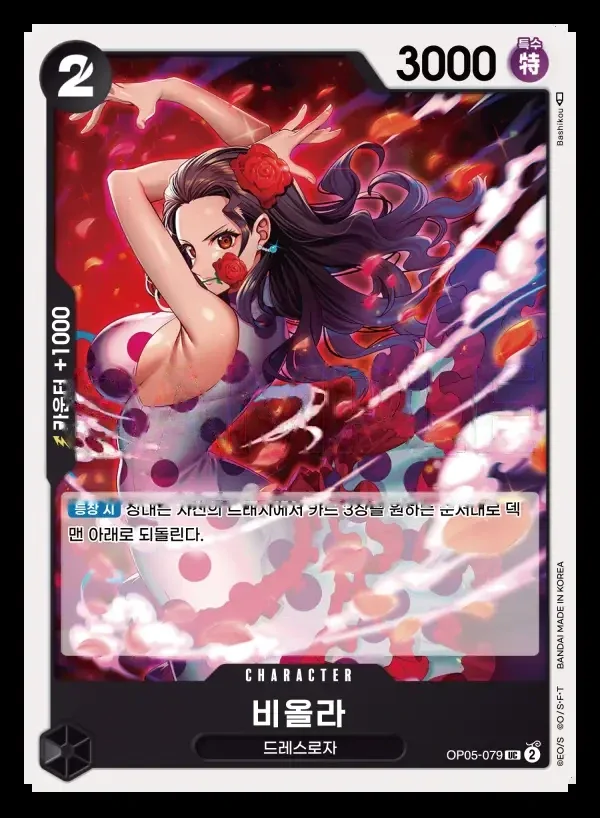 2
3000
특수
特
Bashikou
카운터 +1000
등장 시 상대는 자신의 트래시에서 카드 3장을 원하는 순서대로 덱
맨 아래로 되돌린다.
BANDAI MADE IN KOREA
©EO/S ©O/S·F·T
CHARACTER
비올라
드레스로자
OP05-079 UC 2